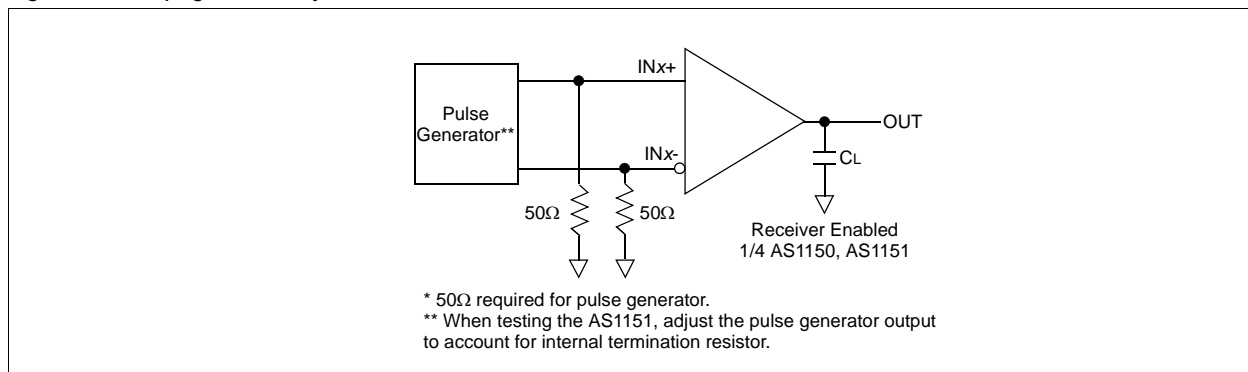 INx+
Pulse
Generator**
OUT
INx-
CL
50Ω
50Ω
Receiver Enabled
1/4 AS1150, AS1151
* 50Ω required for pulse generator.
** When testing the AS1151, adjust the pulse generator output
to account for internal termination resistor.